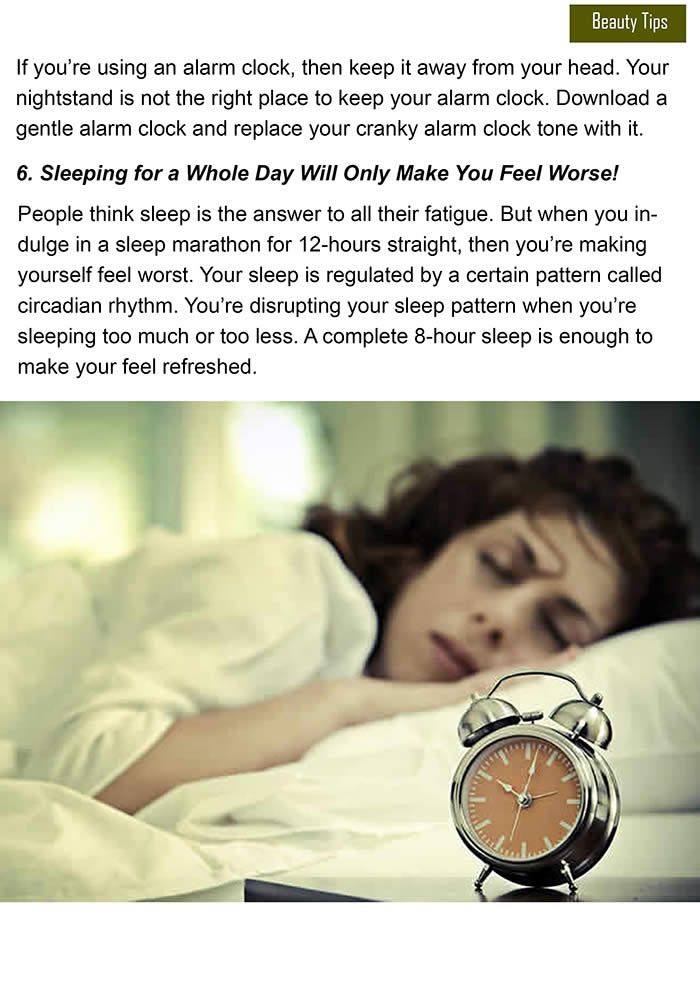 Beauty Tips
If you’re using an alarm clock, then keep it away from your head. Your
nightstand is not the right place to keep your alarm clock. Download a
gentle alarm clock and replace your cranky alarm clock tone with it.
6. Sleeping for a Whole Day Will Only Make You Feel Worse!
People think sleep is the answer to all their fatigue. But when you in-
dulge in a sleep marathon for 12-hours straight, then you’re making
yourself feel worst. Your sleep is regulated by a certain pattern called
circadian rhythm. You’re disrupting your sleep pattern when you’re
sleeping too much or too less. A complete 8-hour sleep is enough to
make your feel refreshed.